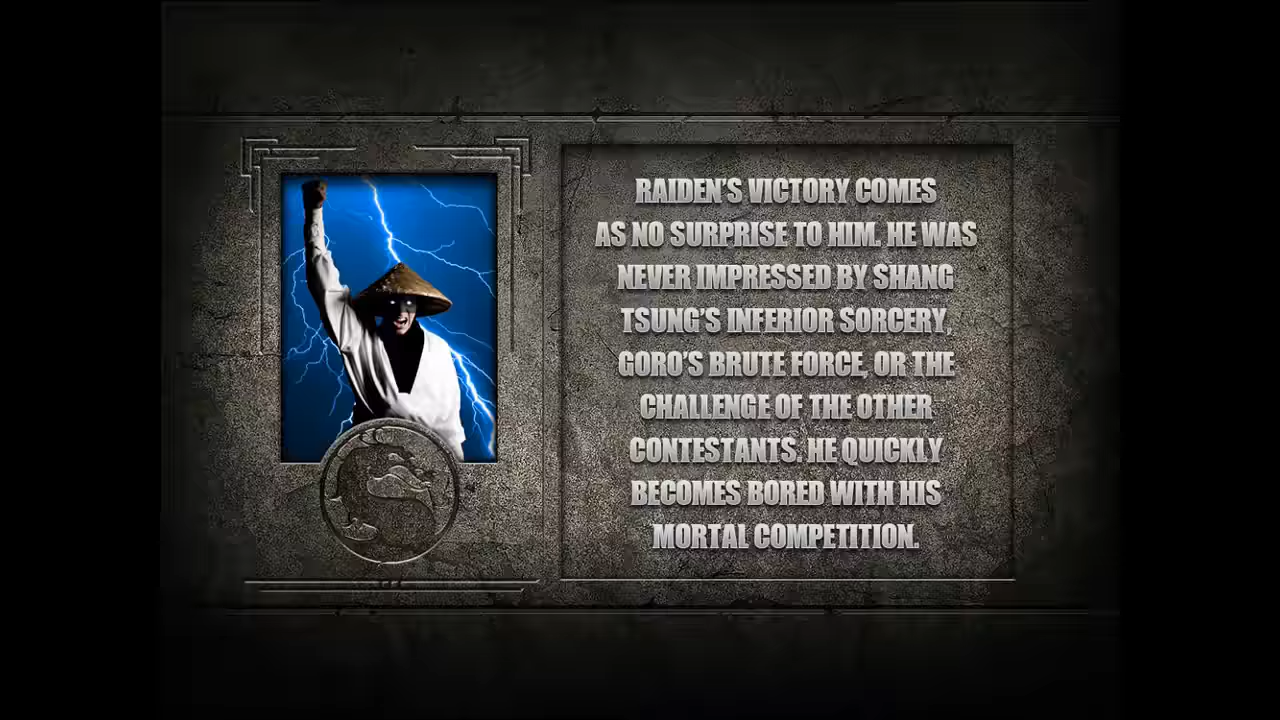 RAIDEN'S VICTORY COMES
AS NO SURPRISE TO HIM. HE WAS
NEVER IMPRESSED BY SHANG
TSUNG'S INFERIOR SORCERY,
GORO'S BRUTE FORCE, OR THE
CHALLENGE OF THE OTHER
CONTESTANTS. HE QUICKLY
BECOMES BORED WITH HIS
MORTAL COMPETITION.